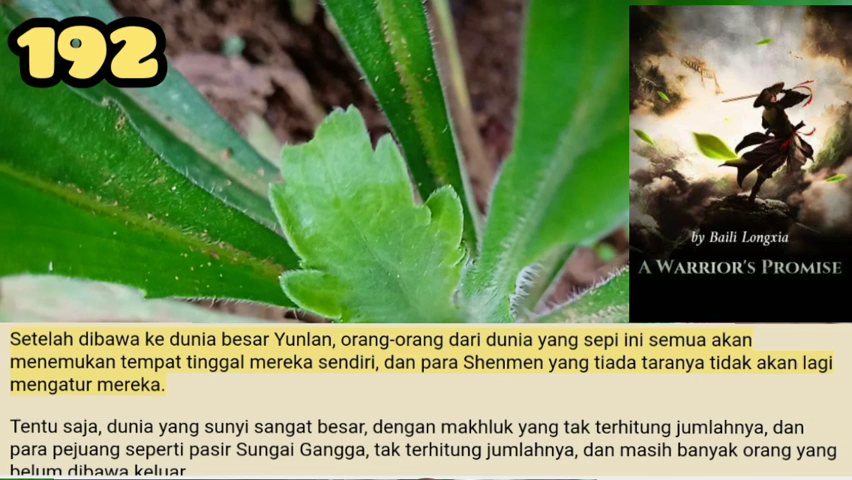 192
by Baili Longxia
A WARRIOR'S PROMISE
Setelah dibawa ke dunia besar Yunlan, orang-orang dari dunia yang sepi ini semua akan
menemukan tempat tinggal mereka sendiri, dan para Shenmen yang tiada taranya tidak akan lagi
mengatur mereka.
Tentu saja, dunia yang sunyi sangat besar, dengan makhluk yang tak terhitung jumlahnya, dan
para pejuang seperti pasir Sungai Gangga, tak terhitung jumlahnya, dan masih banyak orang yang
belum dibawa keluar